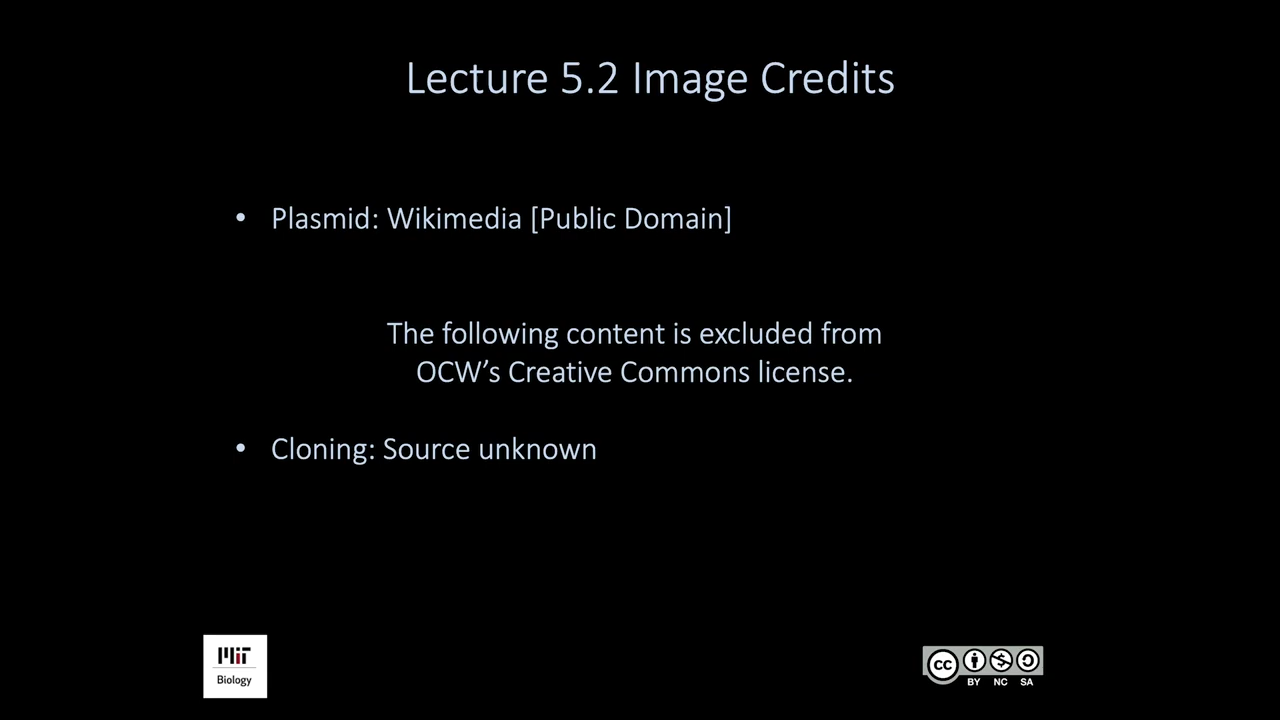 Lecture 5.2 Image Credits
• Plasmid: Wikimedia [Public Domain]
The following content is excluded from
OCW’s Creative Commons license.
• Cloning: Source unknown
MIT
Biology
cc
BY NC SA